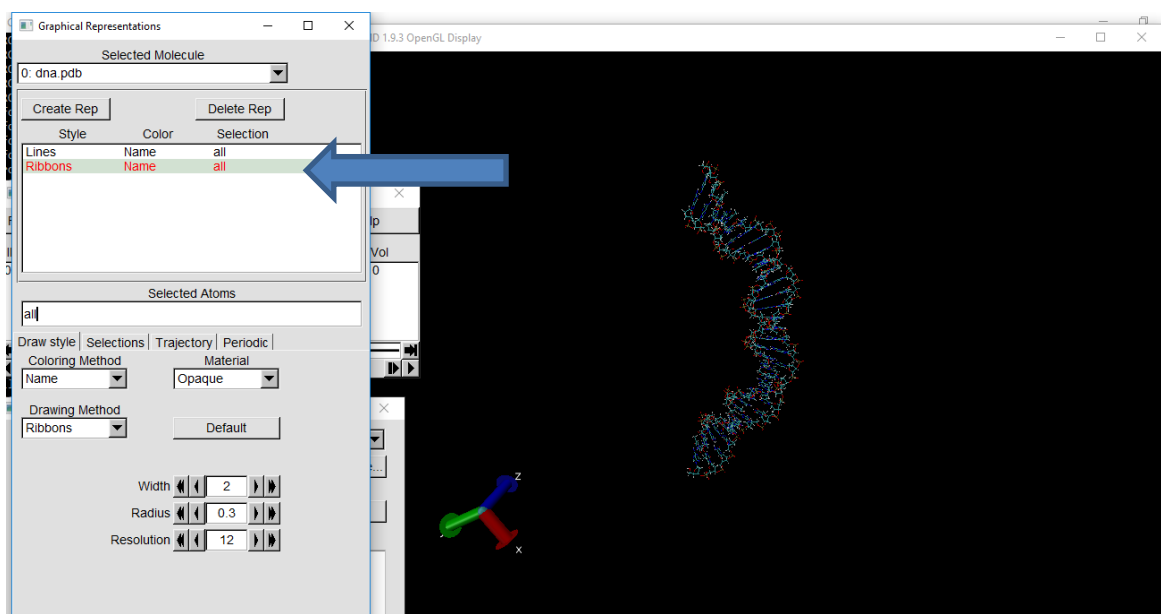 Graphical Representations
D 1.9.3 OpenGL Display
Selected Molecule
0: dna.pdb
Create Rep Delete Rep
Style Color Selection
Lines Name all
Ribbons Name all
lp
Vol
0
Selected Atoms
all
Draw style Selections Trajectory Periodic
Coloring Method Material
Name Opaque
Drawing Method
Ribbons Default
e...
Width 2
Radius 0.3
Resolution 12
Z
X